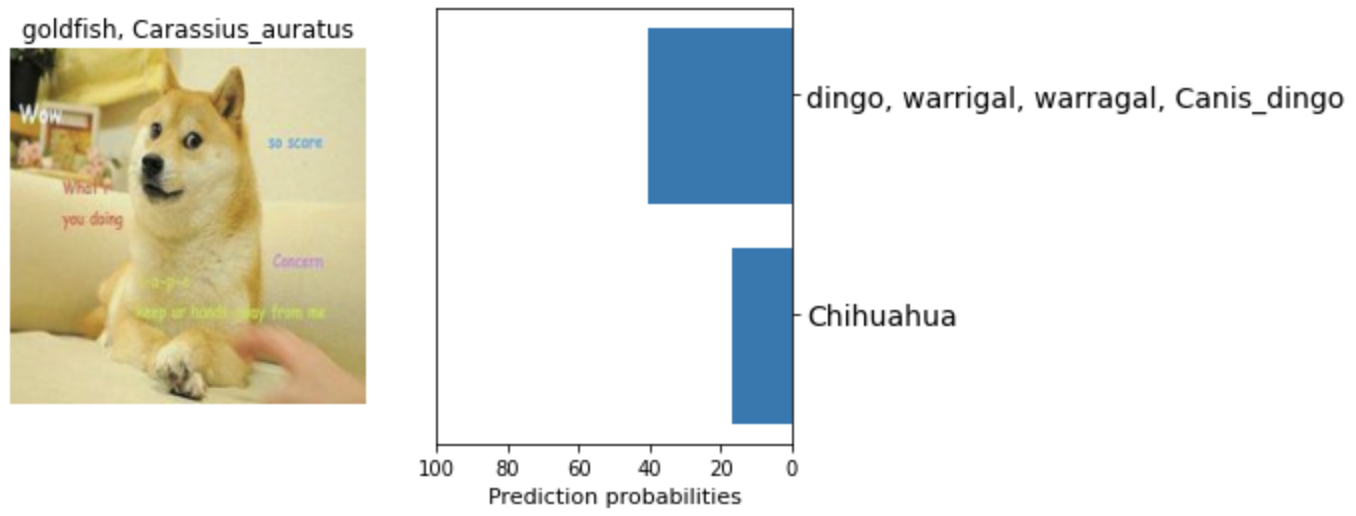 goldfish, Carassius_auratus
Wow
so scare
What r
you doing
Concern
-a-p-e
keep ur hands away from me
dingo, warrigal, warragal, Canis_dingo
Chihuahua
100 80 60 40 20 0
Prediction probabilities